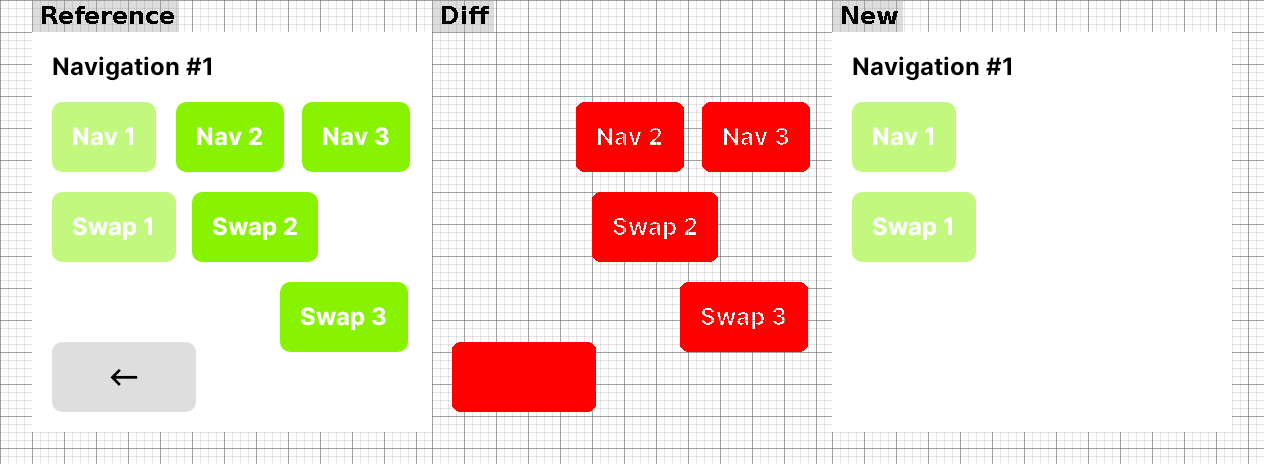 Reference
Diff
New
Navigation #1
Nav 1
Nav 2
Nav 3
Swap 1
Swap 2
Swap 3
←
Nav 2
Nav 3
Swap 2
Swap 3
Navigation #1
Nav 1
Swap 1